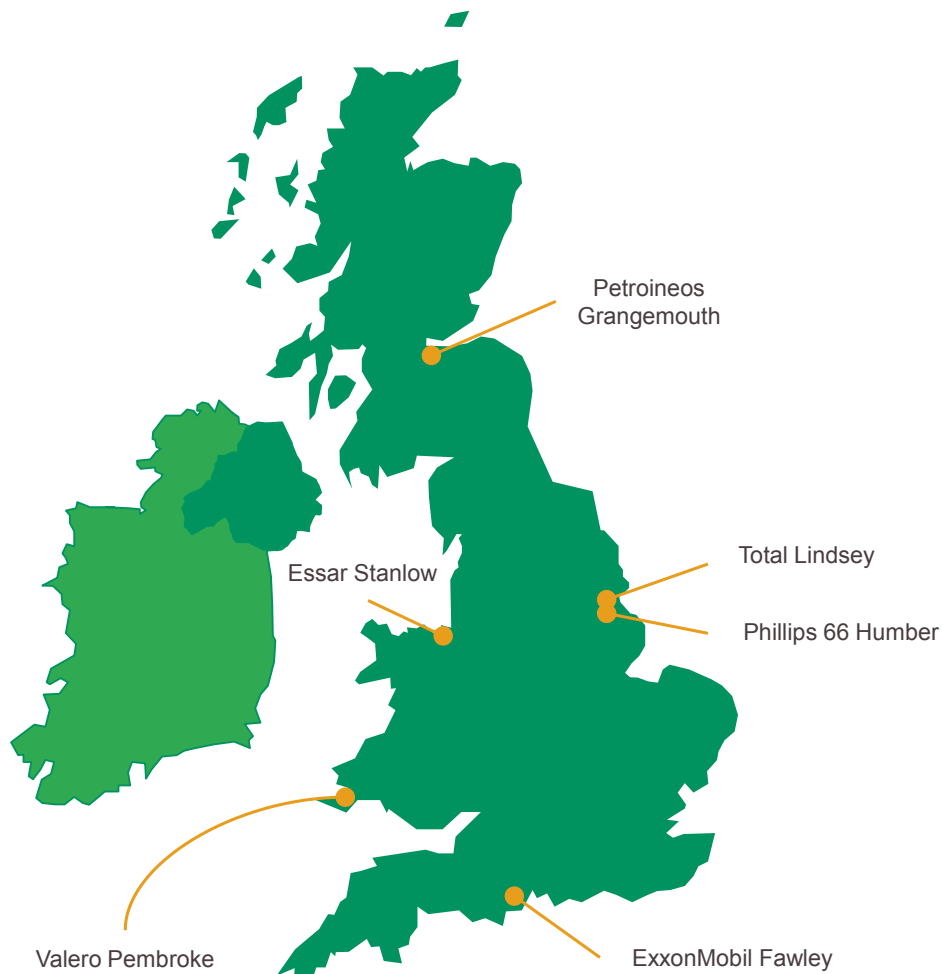 Petroineos
Grangemouth
Total Lindsey
Essar Stanlow
Phillips 66 Humber
Valero Pembroke
ExxonMobil Fawley